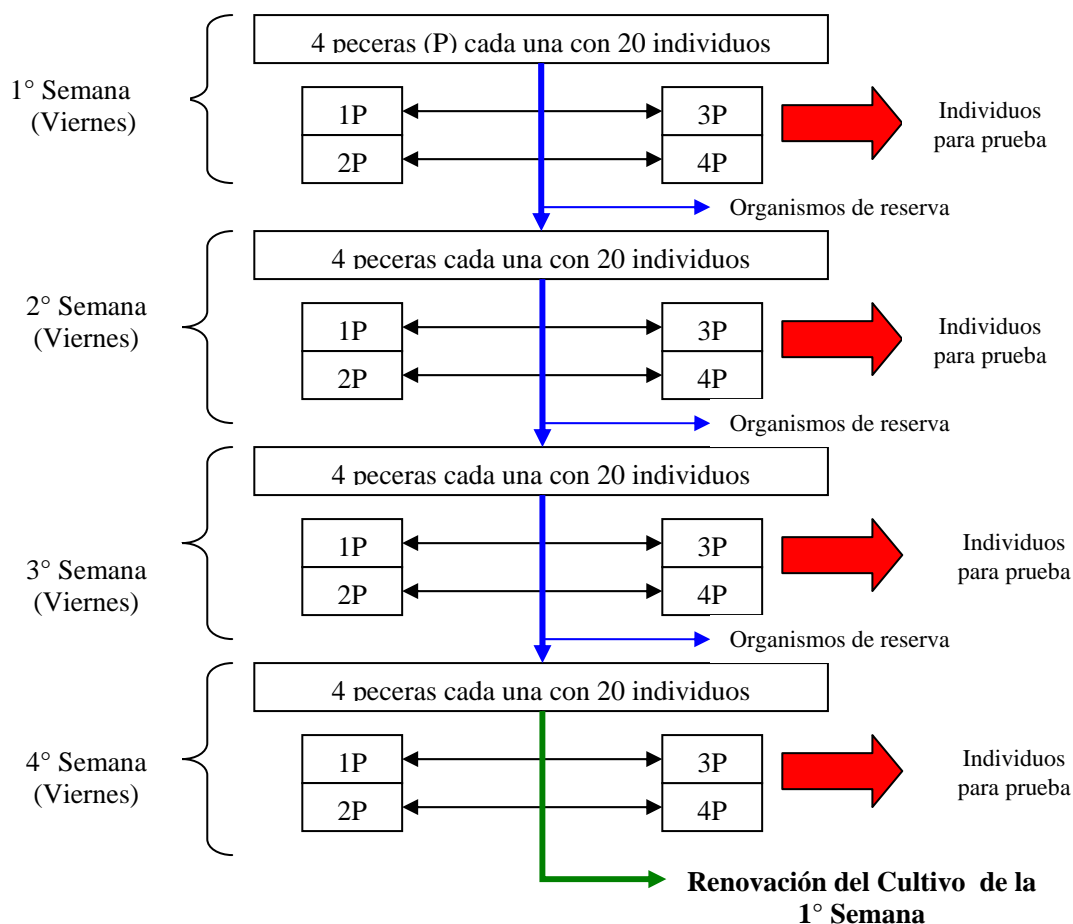 4 peceras (P) cada una con 20 individuos
1° Semana
(Viernes)
1P
3P
2P
4P
Individuos
para prueba
Organismos de reserva
4 peceras cada una con 20 individuos
2° Semana
(Viernes)
1P
3P
2P
4P
Individuos
para prueba
Organismos de reserva
4 peceras cada una con 20 individuos
3° Semana
(Viernes)
1P
3P
2P
4P
Individuos
para prueba
Organismos de reserva
4 peceras cada una con 20 individuos
4° Semana
(Viernes)
1P
3P
2P
4P
Individuos
para prueba
Renovación del Cultivo de la
1° Semana